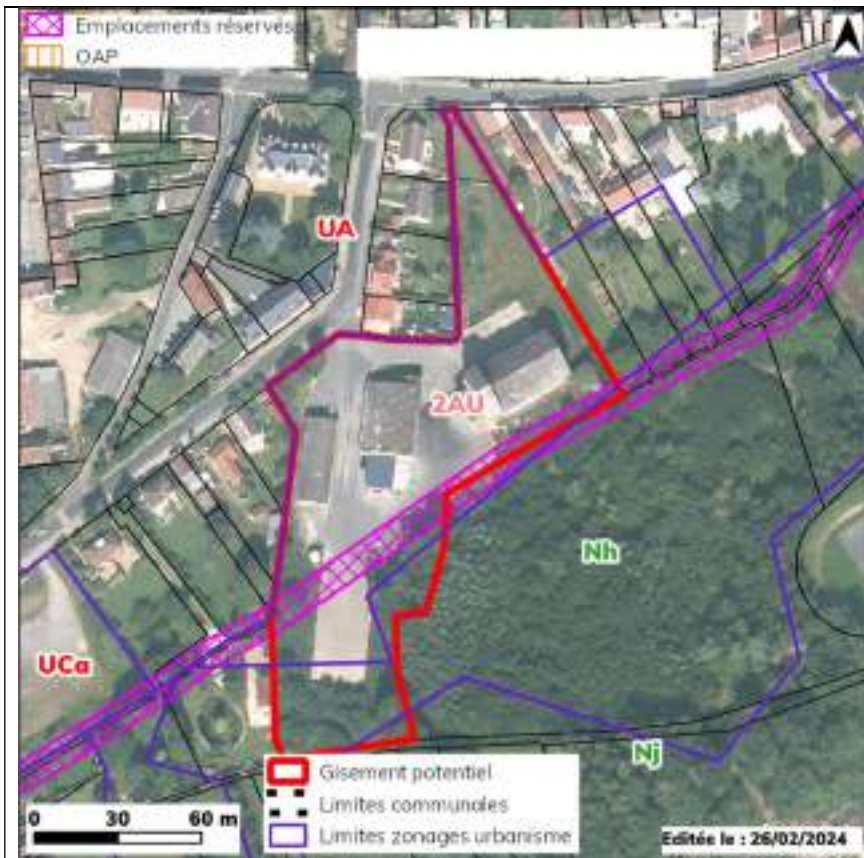 Emplacements réservés
OAP
UA
2AU
Nh
UCa
Nj
Gisement potentiel
Limites communales
Limites zonages urbanisme
0 30 60 m
Editée le : 26/02/2024